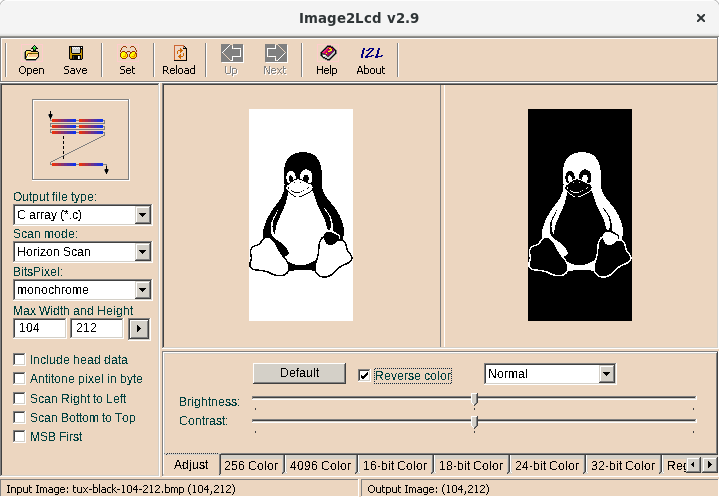 Image2Lcd v2.9
Open Save Set Reload Up Next Help About
I2L
Output file type:
C array (*.c)
Scan mode:
Horizon Scan
BitsPixel:
monochrome
Max Width and Height
104 212
Include head data
Antitone pixel in byte
Scan Right to Left
Scan Bottom to Top
MSB First
Default Reverse color Normal
Brightness:
Contrast:
Adjust 256 Color 4096 Color 16-bit Color 18-bit Color 24-bit Color 32-bit Color Reg
Input Image: tux-black-104-212.bmp (104,212) Output Image: (104,212)